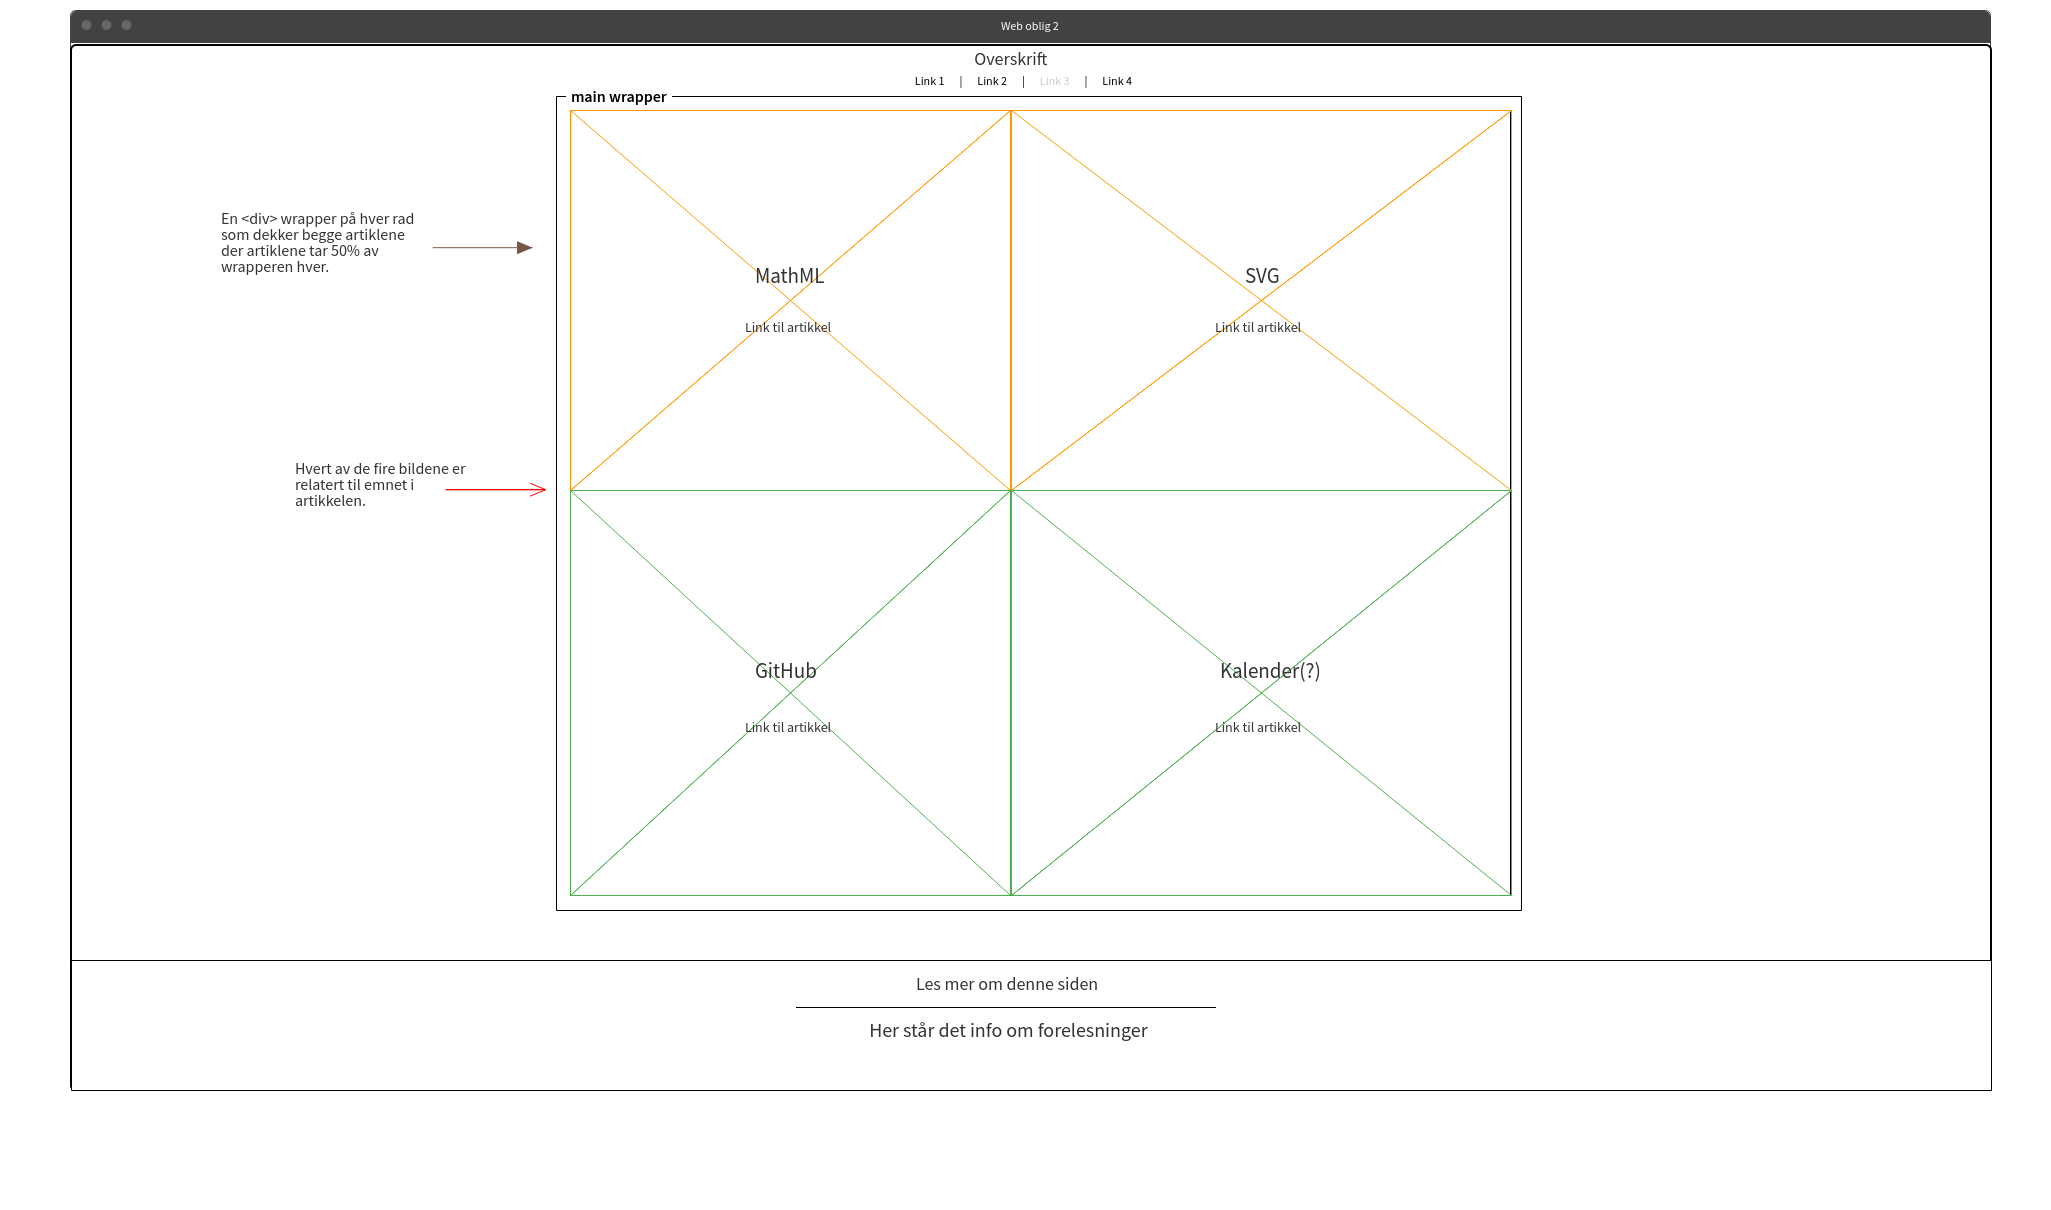 Web oblig 2
Overskrift
Link 1 | Link 2 | Link 3 | Link 4
main wrapper
En <div> wrapper på hver rad
som dekker begge artiklene
der artiklene tar 50% av
wrapperen hver.
MathML
SVG
Link til artikkel
Link til artikkel
Hvert av de fire bildene er
relatert til emnet i
artikkelen.
GitHub
Kalender(?)
Link til artikkel
Link til artikkel
Les mer om denne siden
Her står det info om forelesninger